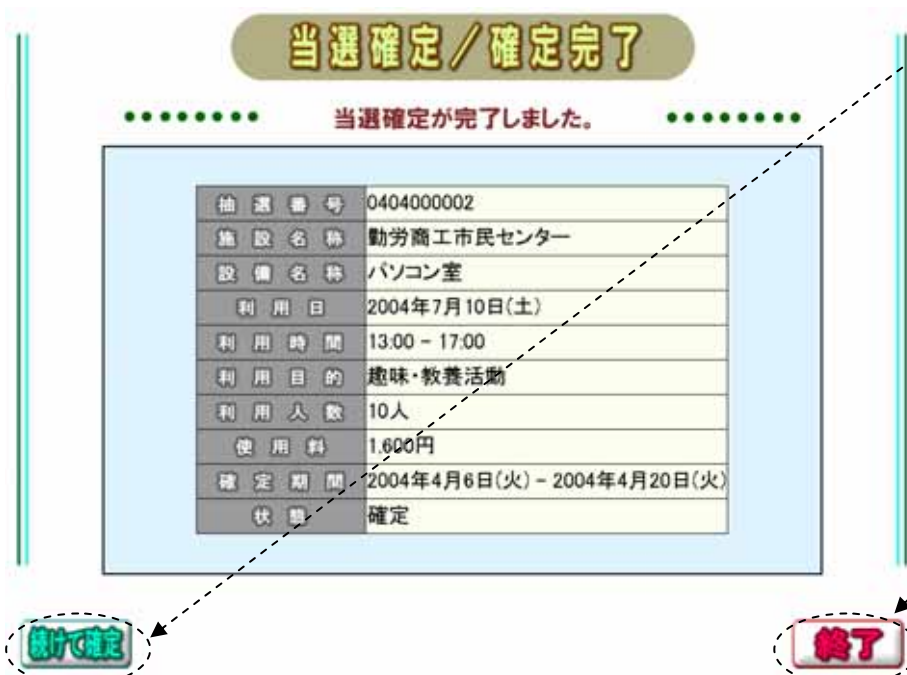 当選確定／確定完了
当選確定が完了しました。
抽選番号 0404000002
施設名称 勤労商工市民センター
設備名称 パソコン室
利用日 2004年7月10日(土)
利用時間 13:00 - 17:00
利用目的 趣味・教養活動
利用人数 10人
使用料 1,600円
確定期間 2004年4月6日(火) - 2004年4月20日(火)
状態 確定
続けて確定 終了